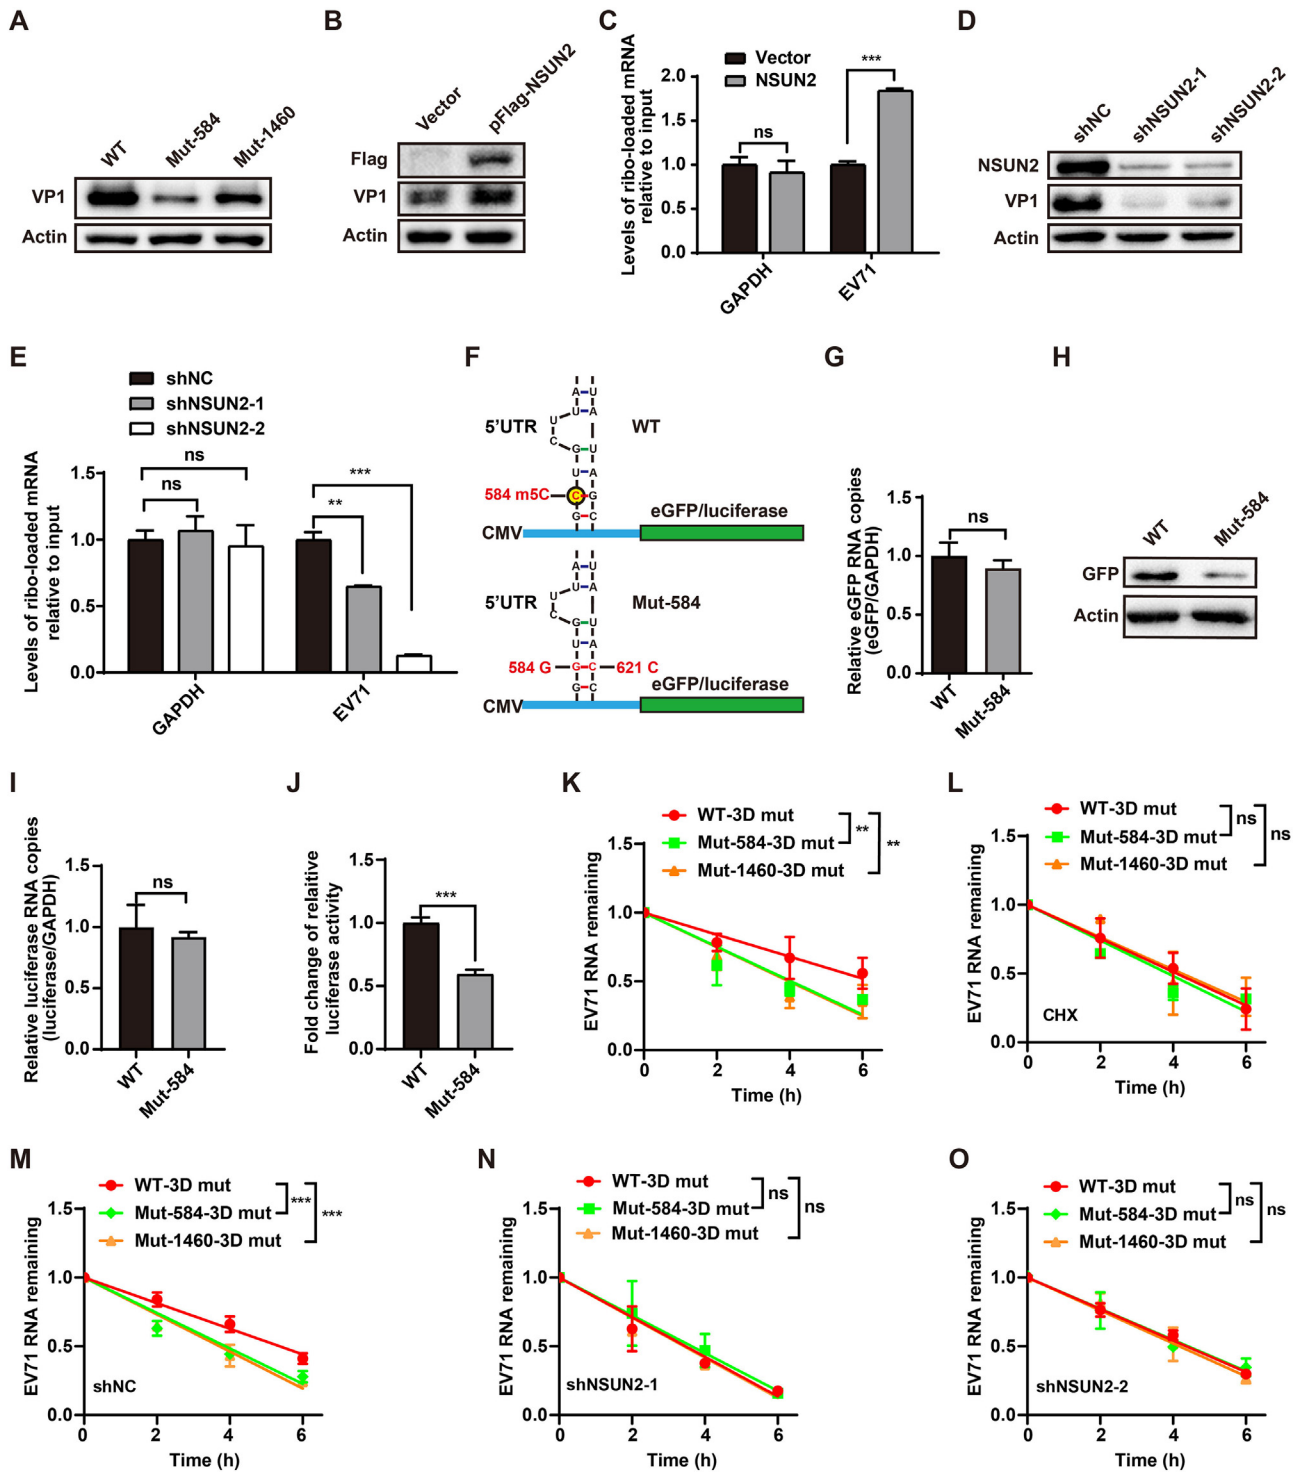 A
WT
Mut-584
Mut-1460
VP1
Actin
B
Vector
pFlag-NSUN2
Flag
VP1
Actin
C
Vector
NSUN2
Levels of ribo-loaded mRNA
relative to input
2.0
1.5
1.0
0.5
0.0
ns
***
GAPDH
EV71
D
shNC
shNSUN2-1
shNSUN2-2
NSUN2
VP1
Actin
E
shNC
shNSUN2-1
shNSUN2-2
Levels of ribo-loaded mRNA
relative to input
1.5
1.0
0.5
0.0
ns
ns
***
**
GAPDH
EV71
F
A U
U A
U
C
G U
U A
C G
G C
5'UTR
WT
584 m5C
eGFP/luciferase
CMV
A U
U A
U
C
G U
U A
G C
G C
5'UTR
Mut-584
584 G
621 C
eGFP/luciferase
CMV
G
Relative eGFP RNA copies
(eGFP/GAPDH)
1.5
1.0
0.5
0.0
ns
WT
Mut-584
H
WT
Mut-584
GFP
Actin
I
Relative luciferase RNA copies
(luciferase/GAPDH)
1.5
1.0
0.5
0.0
ns
WT
Mut-584
J
Fold change of relaitive
luciferase activity
1.5
1.0
0.5
0.0
***
WT
Mut-584
K
WT-3D mut
Mut-584-3D mut
Mut-1460-3D mut
**
**
EV71 RNA remaining
1.5
1.0
0.5
0.0
0 2 4 6
Time (h)
L
WT-3D mut
Mut-584-3D mut
Mut-1460-3D mut
ns
ns
EV71 RNA remaining
1.5
1.0
0.5
0.0
CHX
0 2 4 6
Time (h)
M
WT-3D mut
Mut-584-3D mut
Mut-1460-3D mut
***
***
EV71 RNA remaining
1.5
1.0
0.5
0.0
shNC
0 2 4 6
Time (h)
N
WT-3D mut
Mut-584-3D mut
Mut-1460-3D mut
ns
ns
EV71 RNA remaining
1.5
1.0
0.5
0.0
shNSUN2-1
0 2 4 6
Time (h)
O
WT-3D mut
Mut-584-3D mut
Mut-1460-3D mut
ns
ns
EV71 RNA remaining
1.5
1.0
0.5
0.0
shNSUN2-2
0 2 4 6
Time (h)